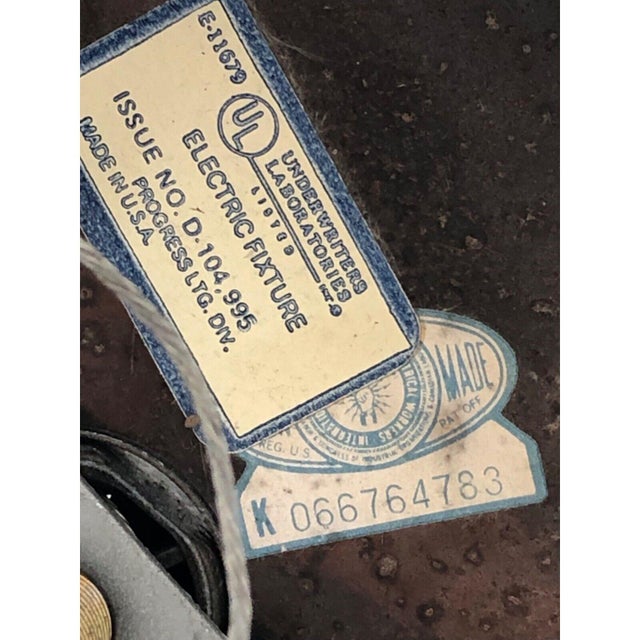 E-11679
UL
UNDERWRITERS
LABORATORIES
INC.®
LISTED
ELECTRIC FIXTURE
ISSUE NO. D-104,995
PROGRESS LTG. DIV.
MADE IN U.S.A.
MADE
REG. U.S.
PAT OFF
K 066764783